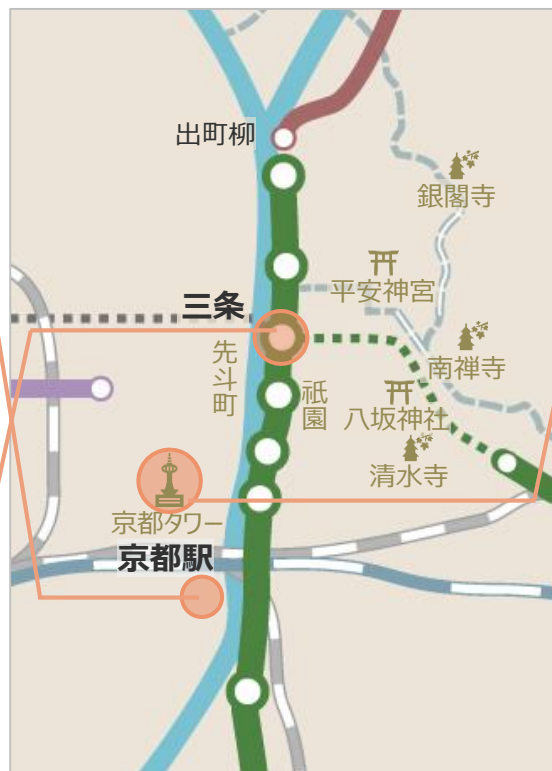 出町柳
銀閣寺
平安神宮
三条
先斗町
祇園
南禅寺
八坂神社
清水寺
京都タワー
京都駅